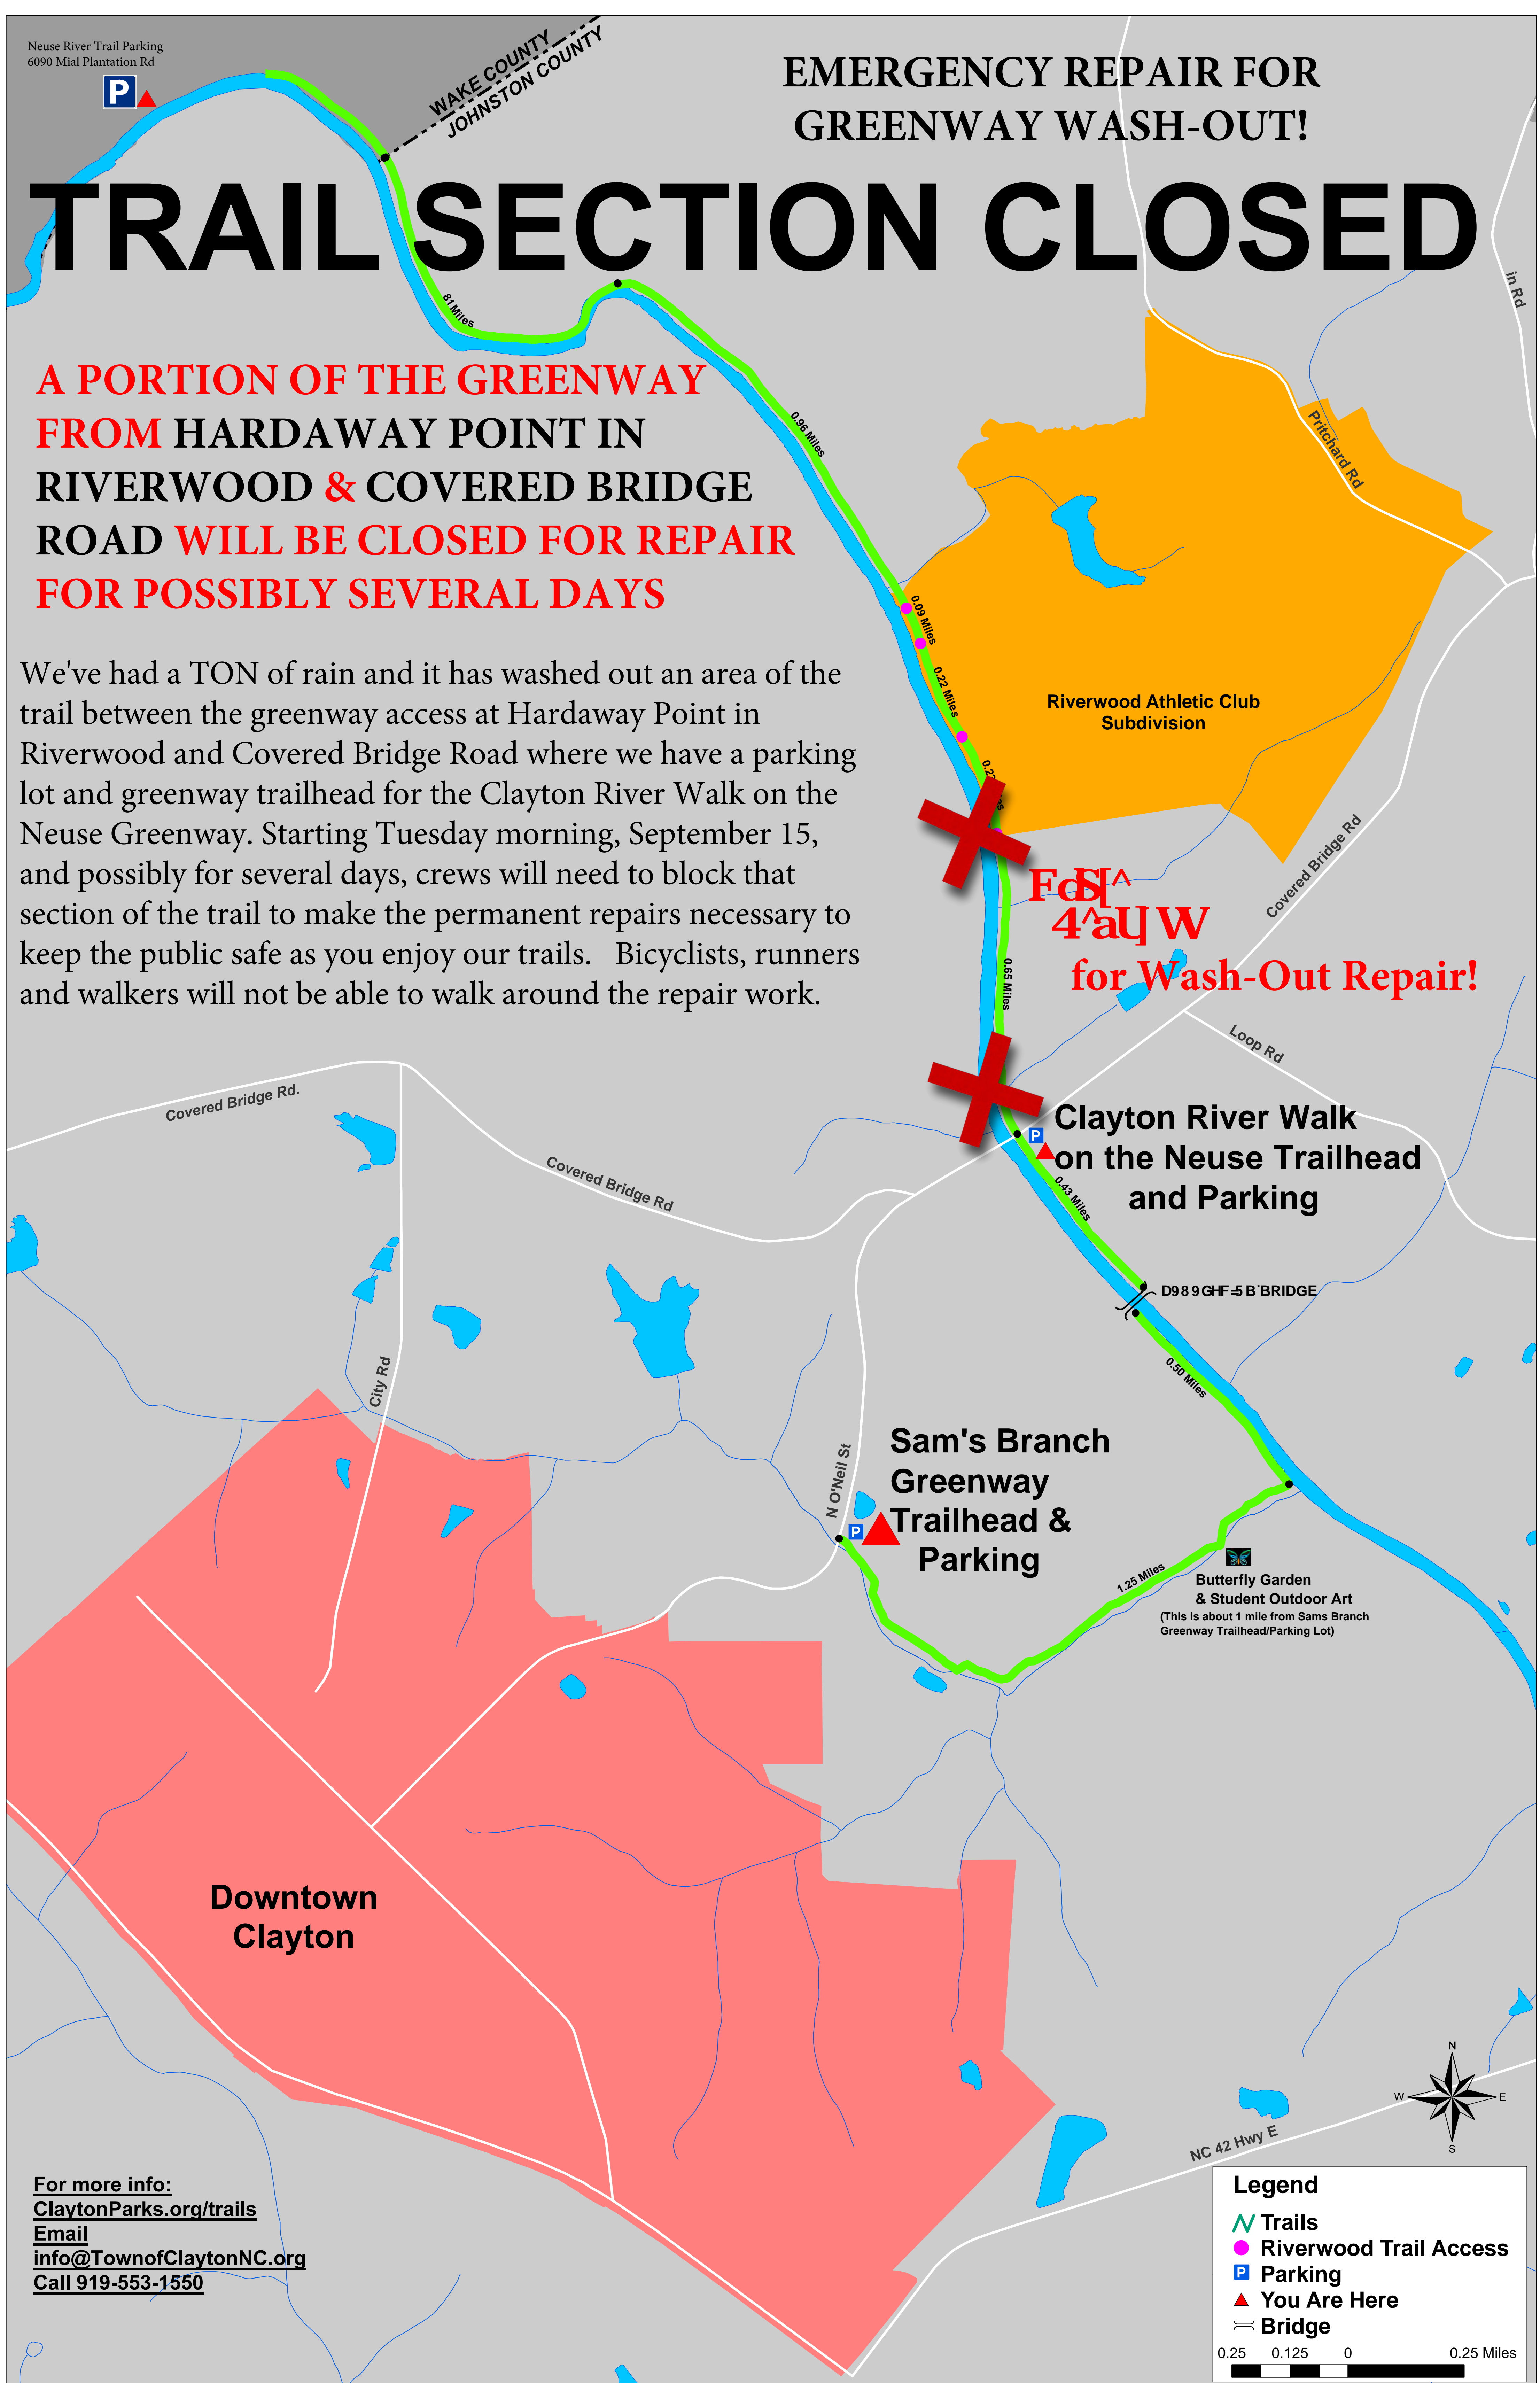 Neuse River Trail Parking
6090 Mial Plantation Rd
P
WAKE COUNTY
JOHNSTON COUNTY
EMERGENCY REPAIR FOR
GREENWAY WASH-OUT!
TRAIL SECTION CLOSED
in Rd
81 Miles
A PORTION OF THE GREENWAY
FROM HARDAWAY POINT IN
RIVERWOOD & COVERED BRIDGE
ROAD WILL BE CLOSED FOR REPAIR
FOR POSSIBLY SEVERAL DAYS
0.96 Miles
Pritchard Rd
0.09 Miles
0.22 Miles
Riverwood Athletic Club
Subdivision
We've had a TON of rain and it has washed out an area of the
trail between the greenway access at Hardaway Point in
Riverwood and Covered Bridge Road where we have a parking
lot and greenway trailhead for the Clayton River Walk on the
Neuse Greenway. Starting Tuesday morning, September 15,
and possibly for several days, crews will need to block that
section of the trail to make the permanent repairs necessary to
keep the public safe as you enjoy our trails. Bicyclists, runners
and walkers will not be able to walk around the repair work.
Covered Bridge Rd
for Wash-Out Repair!
0.65 Miles
Loop Rd
Covered Bridge Rd.
Covered Bridge Rd
P
Clayton River Walk
on the Neuse Trailhead
and Parking
0.43 Miles
D989GHF=5B BRIDGE
0.50 Miles
City Rd
N O'Neil St
Sam's Branch
Greenway
Trailhead &
Parking
P
1.25 Miles
Butterfly Garden
& Student Outdoor Art
(This is about 1 mile from Sams Branch
Greenway Trailhead/Parking Lot)
Downtown
Clayton
NC 42 Hwy E
N
W
E
S
For more info:
ClaytonParks.org/trails
Email
info@TownofClaytonNC.org
Call 919-553-1550
Legend
Trails
Riverwood Trail Access
P Parking
You Are Here
Bridge
0.25 0.125 0 0.25 Miles